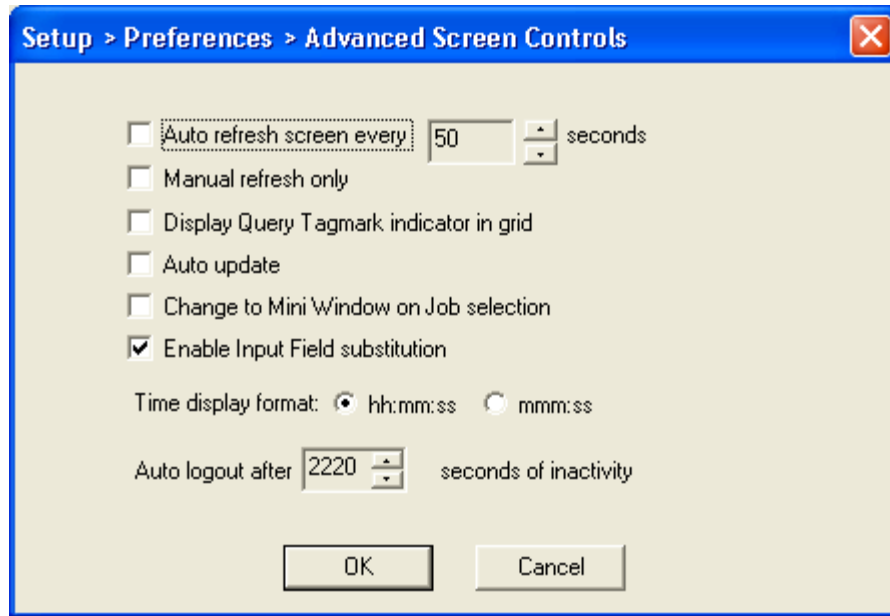 Setup > Preferences > Advanced Screen Controls
Auto refresh screen every 50 seconds
Manual refresh only
Display Query Tagmark indicator in grid
Auto update
Change to Mini Window on Job selection
Enable Input Field substitution
Time display format: hh:mm:ss mmm:ss
Auto logout after 2220 seconds of inactivity
OK Cancel